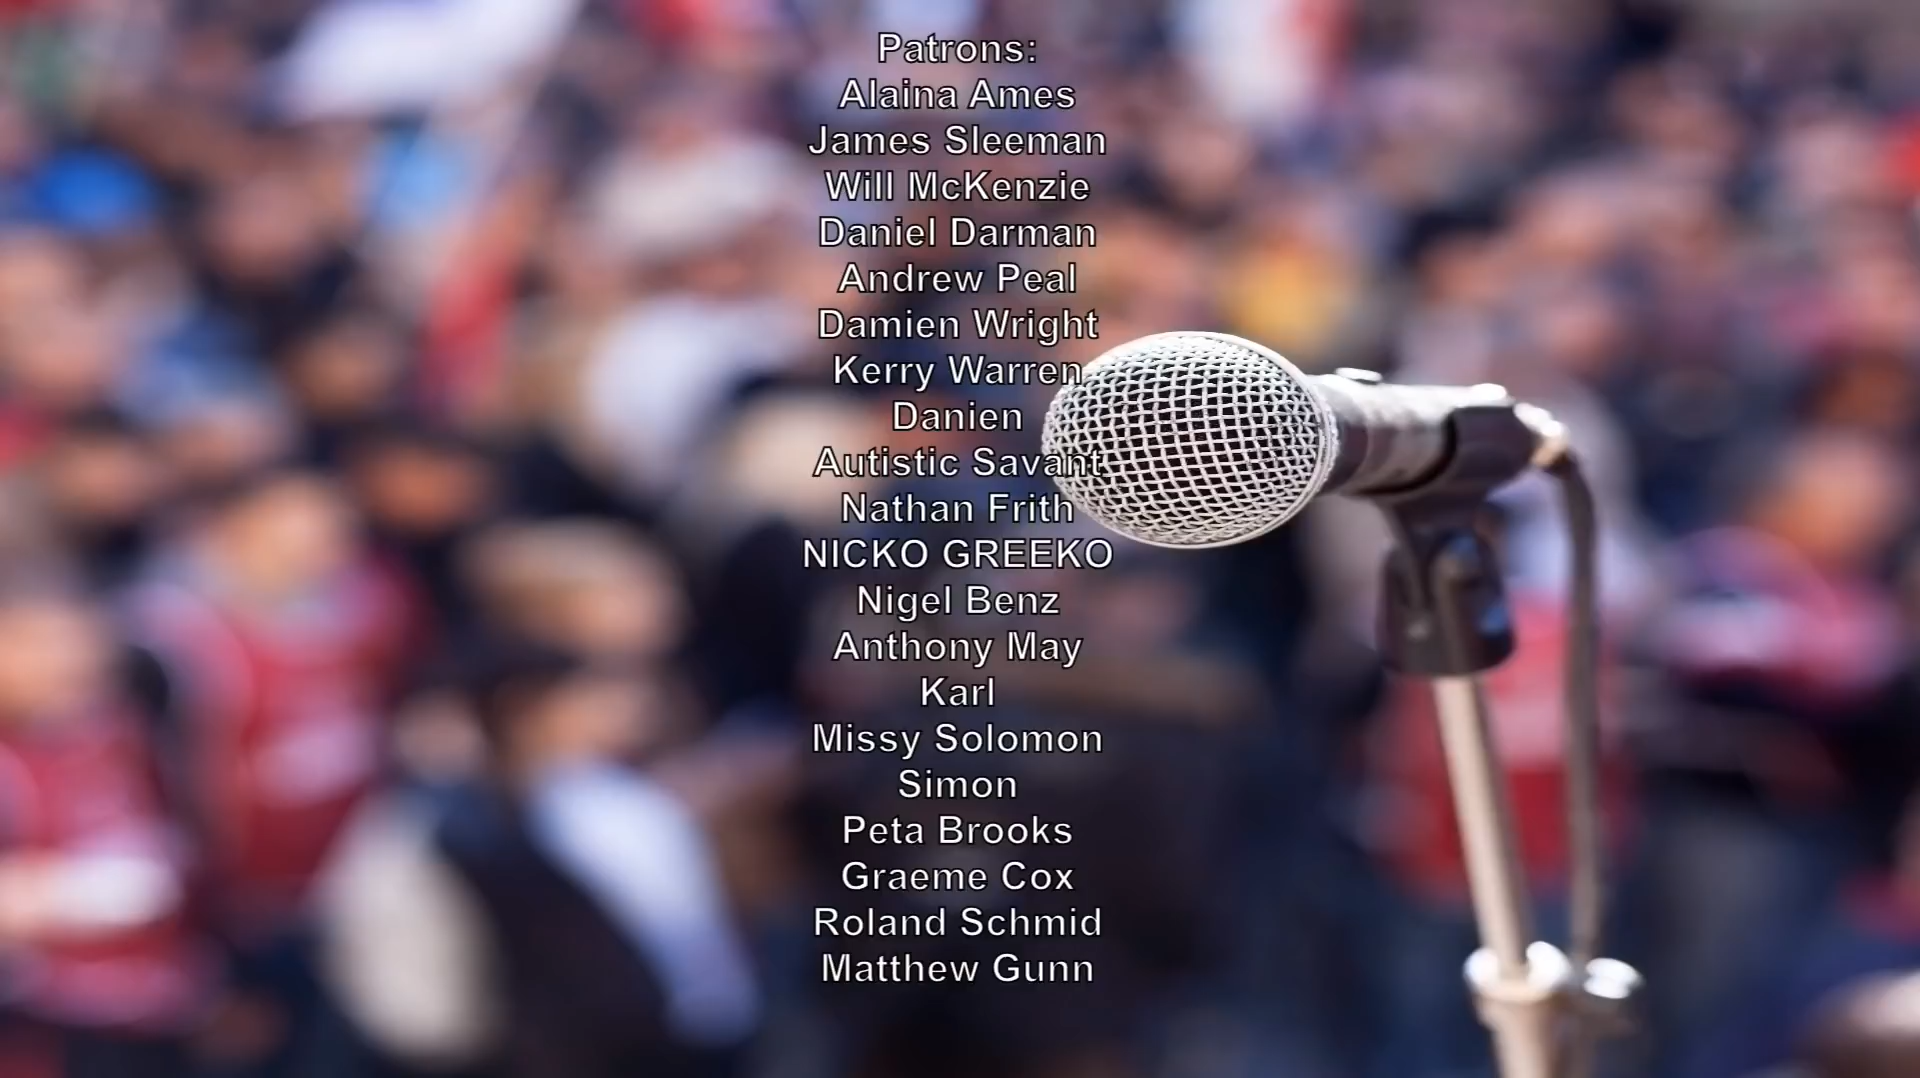 Patrons:
Alaina Ames
James Sleeman
Will McKenzie
Daniel Darman
Andrew Peal
Damien Wright
Kerry Warren
Danien
Autistic Savant
Nathan Frith
NICKO GREEKO
Nigel Benz
Anthony May
Karl
Missy Solomon
Simon
Peta Brooks
Graeme Cox
Roland Schmid
Matthew Gunn